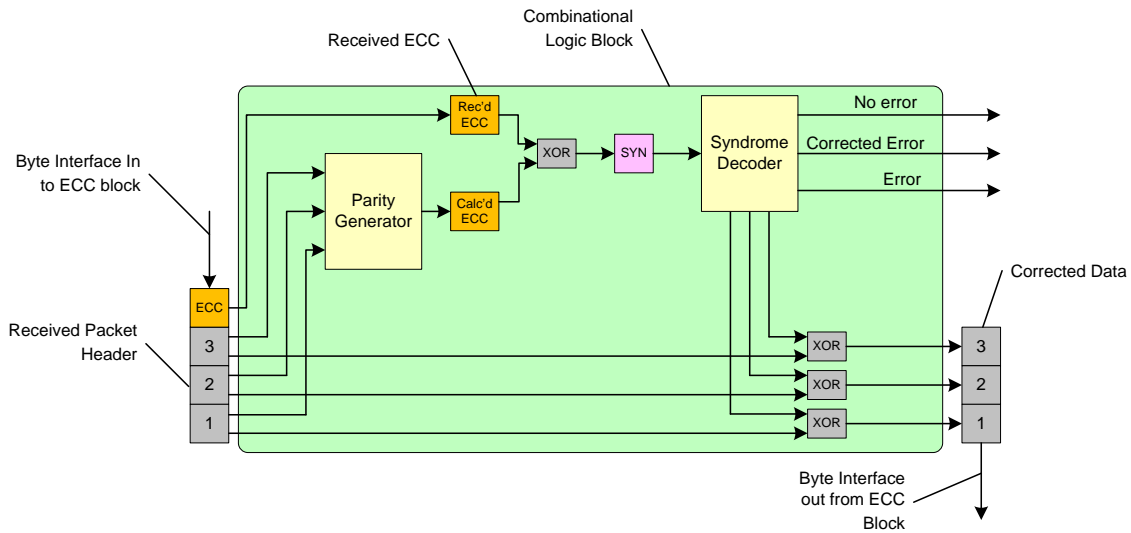 Combinational
Logic Block
Received ECC
Rec'd
ECC
No error
XOR
SYN
Syndrome
Decoder
Corrected Error
Error
Byte Interface In
to ECC block
Parity
Generator
Calc'd
ECC
Corrected Data
ECC
Received Packet
Header
3
2
1
XOR
XOR
XOR
3
2
1
Byte Interface
out from ECC
Block